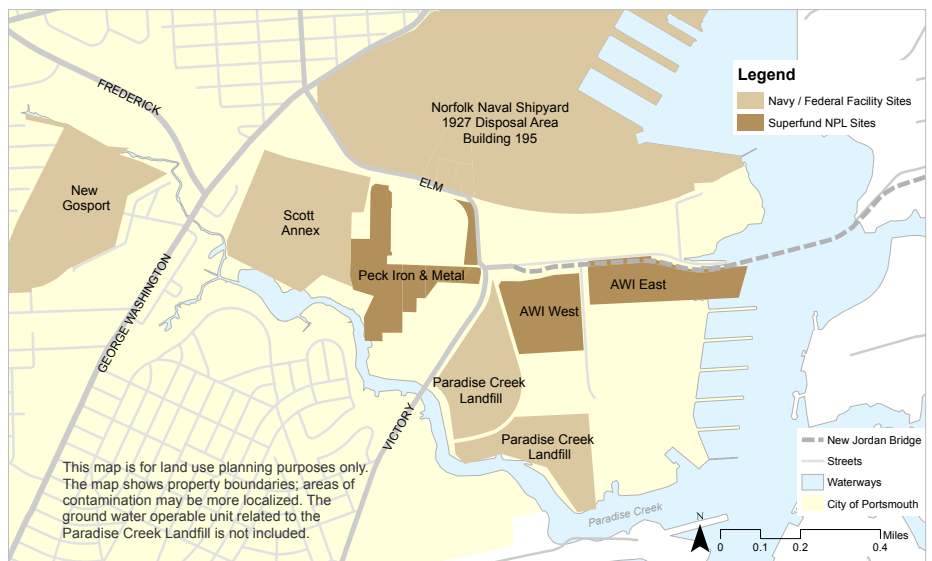 FREDERICK
Norfolk Naval Shipyard
1927 Disposal Area
Building 195
Legend
Navy / Federal Facility Sites
Superfund NPL Sites
ELM
New
Gosport
Scott
Annex
GEORGE WASHINGTON
Peck Iron & Metal
AWI West
AWI East
Paradise Creek
Landfill
VICTORY
Paradise Creek
Landfill
This map is for land use planning purposes only.
The map shows property boundaries; areas of
contamination may be more localized. The
ground water operable unit related to the
Paradise Creek Landfill is not included.
Paradise Creek
New Jordan Bridge
Streets
Waterways
City of Portsmouth
N
Miles
0 0.1 0.2 0.4